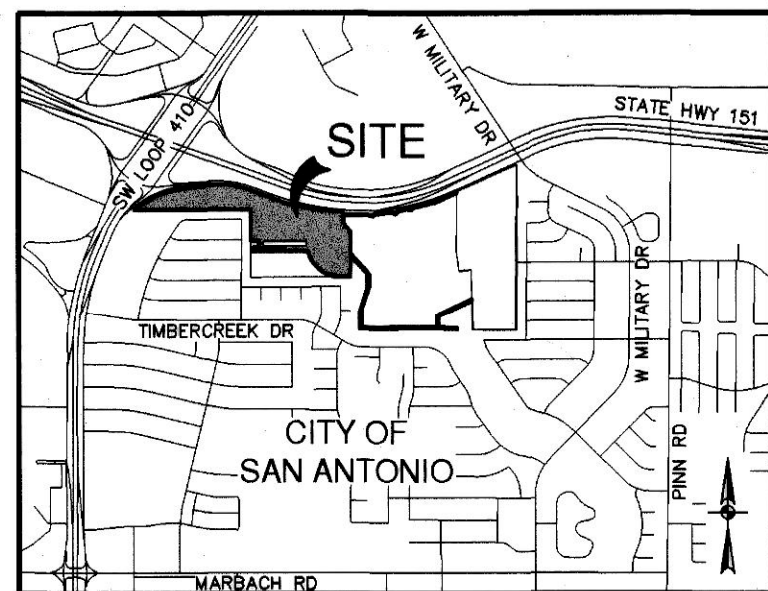 W MILITARY DR
STATE HWY 151
SW LOOP 410
SITE
W MILITARY DR
TIMBERCREEK DR
CITY OF
SAN ANTONIO
PINN RD
MARBACH RD